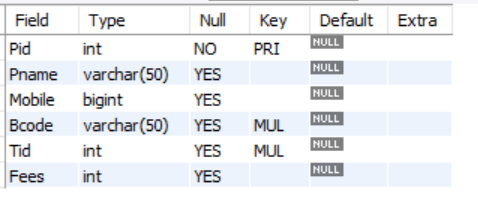 Field Type Null Key Default Extra
Pid int NO PRI NULL
Pname varchar(50) YES NULL
Mobile bigint YES NULL
Bcode varchar(50) YES MUL NULL
Tid int YES MUL NULL
Fees int YES NULL